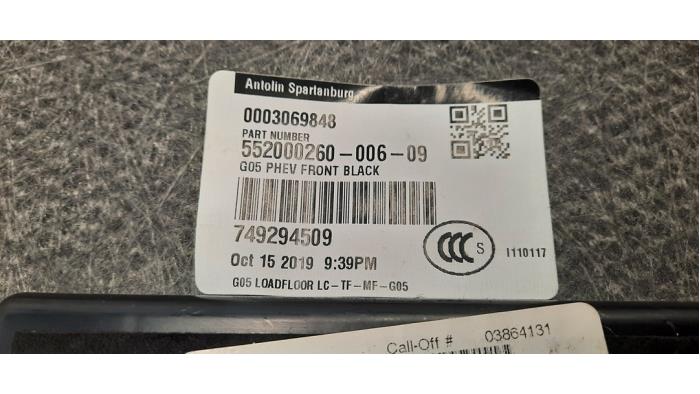 Antolin Spartanburg
0003069848
PART NUMBER
552000260-006-09
G05 PHEV FRONT BLACK
749294509
Oct 15 2019 9:39PM
CCC S
I110117
G05 LOADFLOOR LC-TF-MF-G05
Call-Off # 03864131